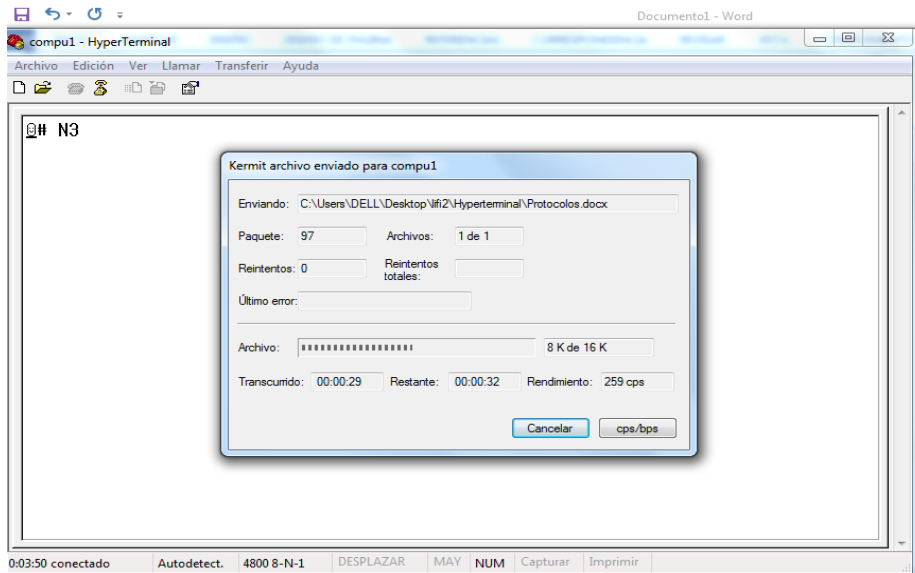 Documento1 - Word
compu1 - HyperTerminal
Archivo Edición Ver Llamar Transferir Ayuda
@# N3
Kermit archivo enviado para compu1
Enviando: C:\Users\DELL\Desktop\lifi2\Hyperterminal\Protocolos.docx
Paquete: 97 Archivos: 1 de 1
Reintentos: 0 Reintentos totales:
Último error:
Archivo: 8 K de 16 K
Transcurrido: 00:00:29 Restante: 00:00:32 Rendimiento: 259 cps
Cancelar cps/bps
0:03:50 conectado Autodetect. 4800 8-N-1 DESPLAZAR MAY NUM Capturar Imprimir